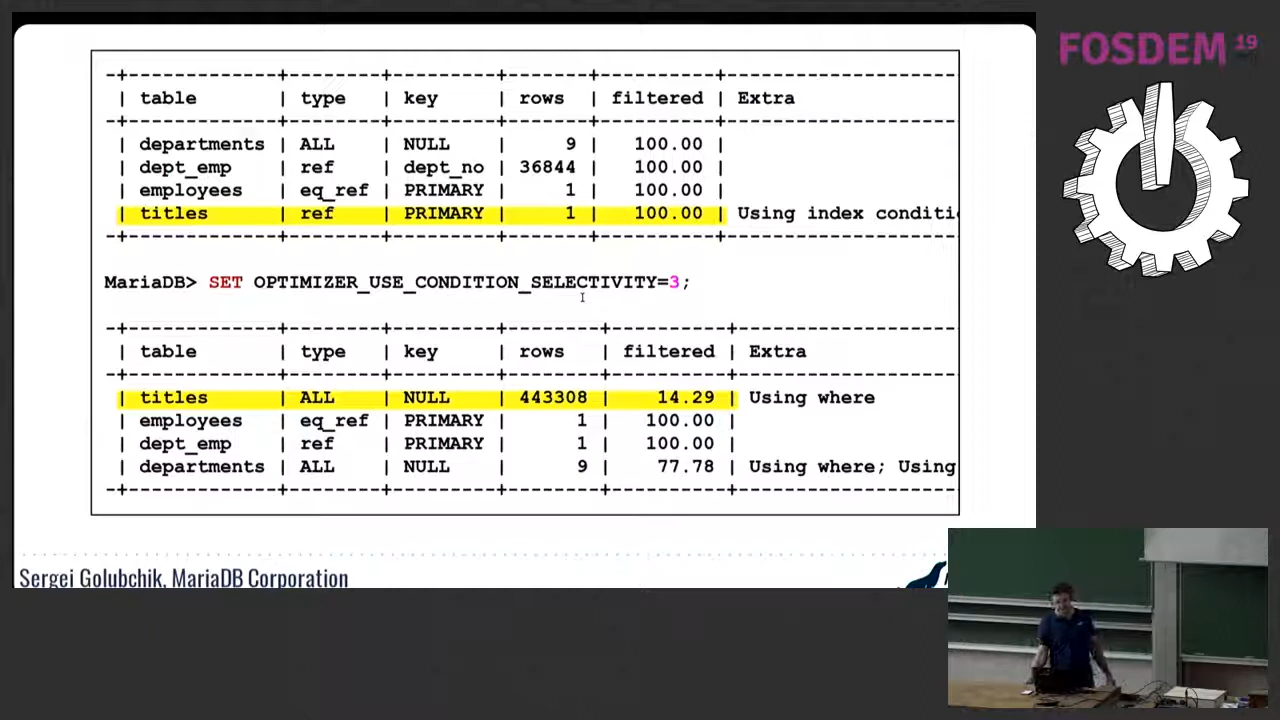 FOSDEM 19
-+-------------+--------+---------+-------+----------+--------------------
| table | type | key | rows | filtered | Extra
-+-------------+--------+---------+-------+----------+--------------------
| departments | ALL | NULL | 9 | 100.00 |
| dept_emp | ref | dept_no | 36844 | 100.00 |
| employees | eq_ref | PRIMARY | 1 | 100.00 |
| titles | ref | PRIMARY | 1 | 100.00 | Using index conditi
-+-------------+--------+---------+-------+----------+--------------------
MariaDB> SET OPTIMIZER_USE_CONDITION_SELECTIVITY=3;
-+-------------+--------+---------+--------+----------+-------------------
| table | type | key | rows | filtered | Extra
-+-------------+--------+---------+--------+----------+-------------------
| titles | ALL | NULL | 443308 | 14.29 | Using where
| employees | eq_ref | PRIMARY | 1 | 100.00 |
| dept_emp | ref | PRIMARY | 1 | 100.00 |
| departments | ALL | NULL | 9 | 77.78 | Using where; Using
-+-------------+--------+---------+--------+----------+-------------------
Sergei Golubchik, MariaDB Corporation